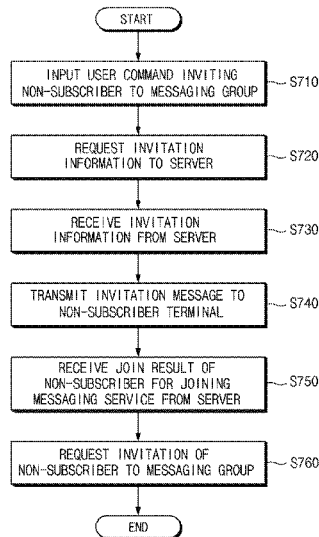 START
INPUT USER COMMAND INVITING
NON-SUBSCRIBER TO MESSAGING GROUP
S710
REQUEST INVITATION
INFORMATION TO SERVER
S720
RECEIVE INVITATION
INFORMATION FROM SERVER
S730
TRANSMIT INVITATION MESSAGE TO
NON-SUBSCRIBER TERMINAL
S740
RECEIVE JOIN RESULT OF
NON-SUBSCRIBER FOR JOINING
MESSAGING SERVICE FROM SERVER
S750
REQUEST INVITATION OF
NON-SUBSCRIBER TO MESSAGING GROUP
S760
END